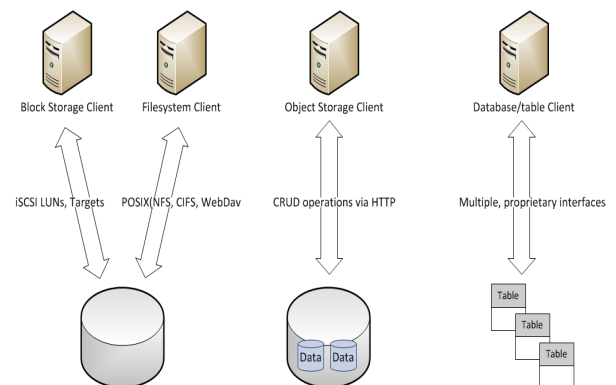 Block Storage Client
Filesystem Client
Object Storage Client
Database/table Client
iSCSI LUNs, Targets
POSIX(NFS, CIFS, WebDav
CRUD operations via HTTP
Multiple, proprietary interfaces
Table
Table
Table
Data
Data